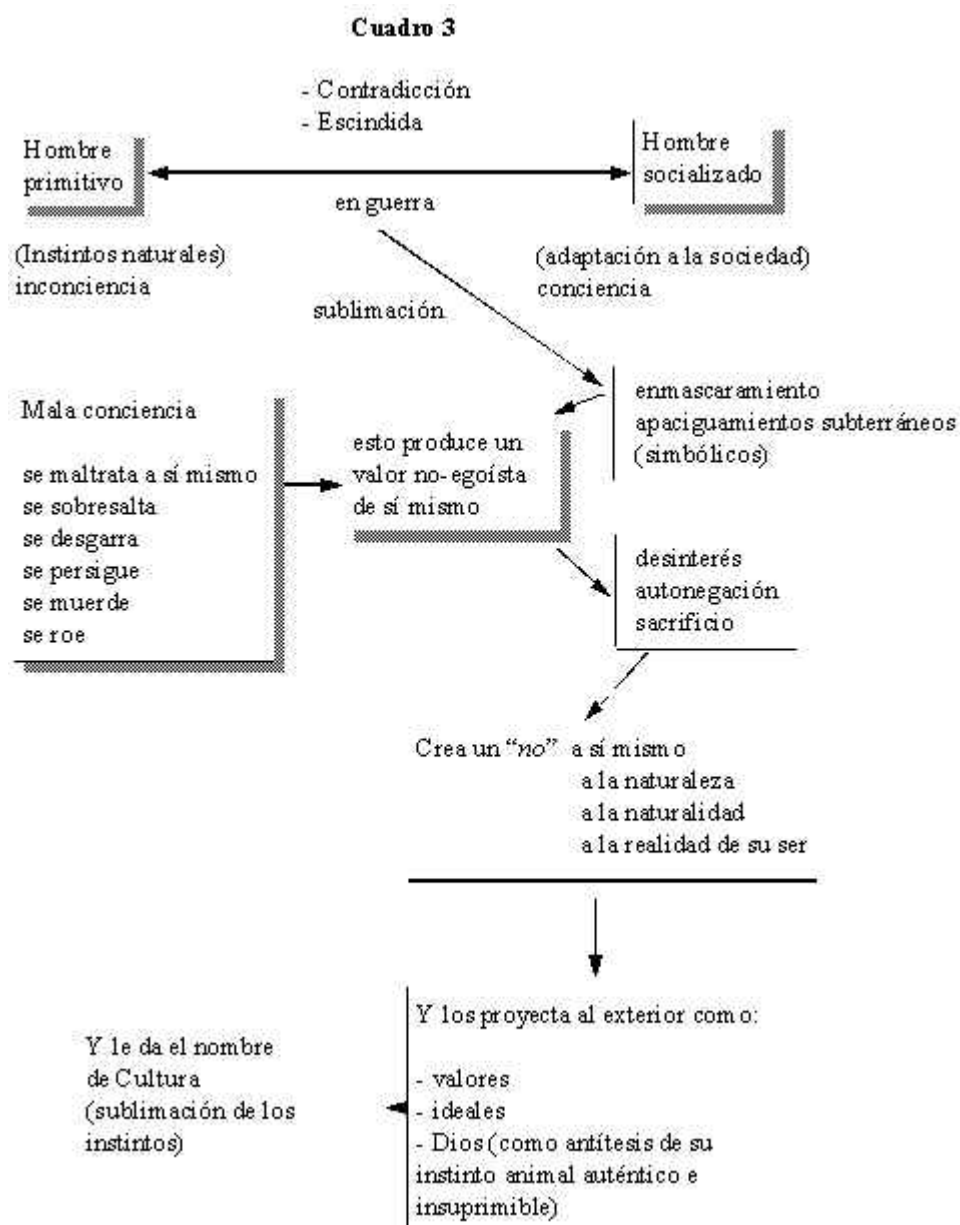 Cuadro 3
- Contradicción
- Escindida
Hombre
primitivo
Hombre
socializado
en guerra
(Instintos naturales)
inconciencia
(adaptación a la sociedad)
conciencia
sublimación
enmascaramiento
apaciguamientos subterráneos
(simbólicos)
Mala conciencia
se maltrata a sí mismo
se sobresalta
se desgarra
se persigue
se muerde
se roe
esto produce un
valor no-egoísta
de sí mismo
desinterés
autonegación
sacrificio
Crea un “no” a sí mismo
a la naturaleza
a la naturalidad
a la realidad de su ser
Y los proyecta al exterior como:
- valores
- ideales
- Dios (como antítesis de su
instinto animal auténtico e
insuprimible)
Y le da el nombre
de Cultura
(sublimación de los
instintos)